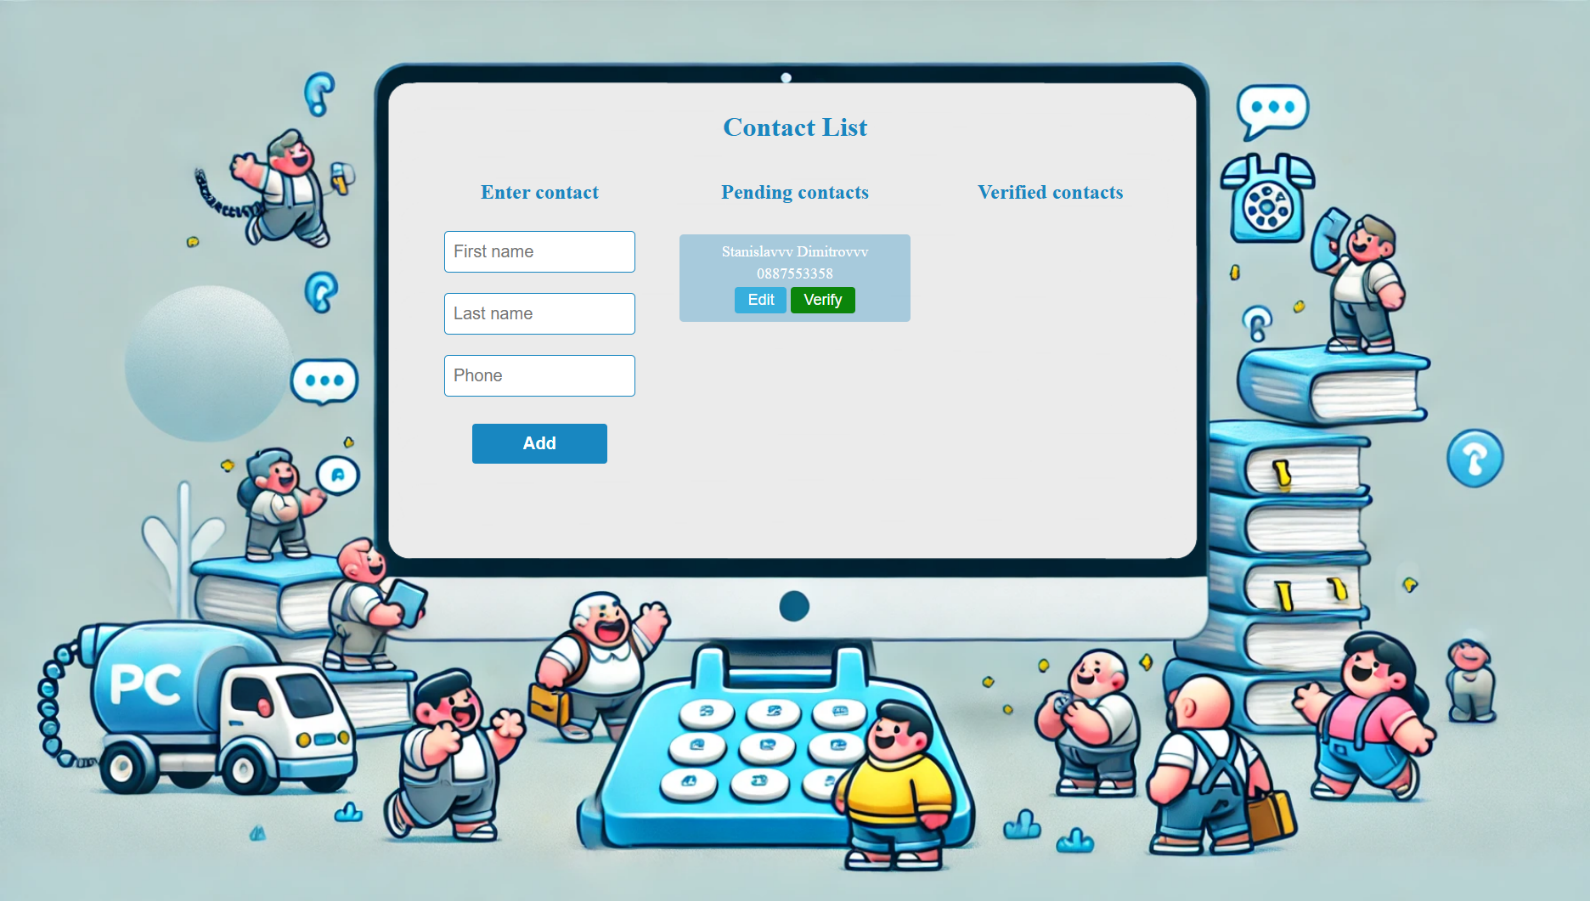 Contact List
Enter contact
First name
Last name
Phone
Add
Pending contacts
Stanislavvv Dimitrovvv
0887553358
Edit Verify
Verified contacts
PC